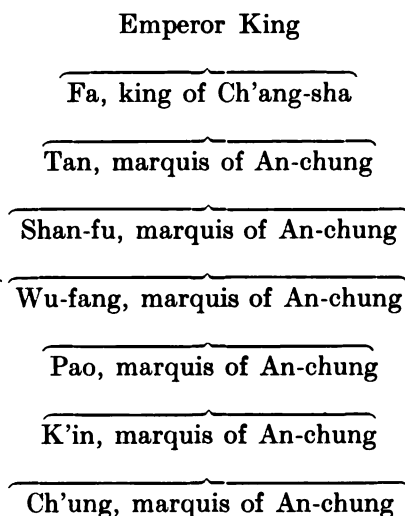 Emperor King
Fa, king of Ch'ang-sha
Tan, marquis of An-chung
Shan-fu, marquis of An-chung
Wu-fang, marquis of An-chung
Pao, marquis of An-chung
K'in, marquis of An-chung
Ch'ung, marquis of An-chung